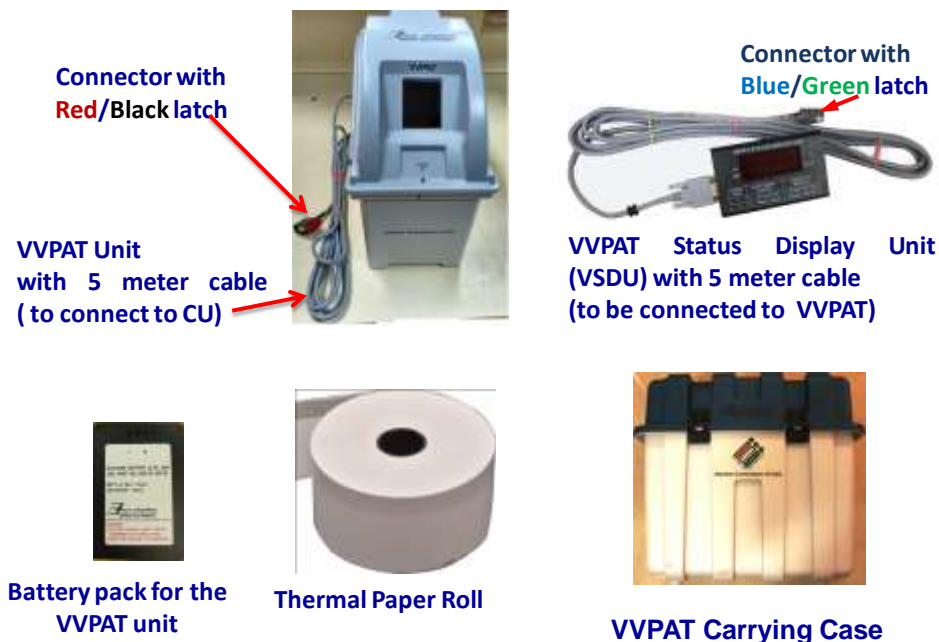 Connector with
Red/Black latch
VVPAT Unit
with 5 meter cable
( to connect to CU)
VVPAT
Connector with
Blue/Green latch
VVPAT Status Display Unit
(VSDU) with 5 meter cable
(to be connected to VVPAT)
Battery pack for the
VVPAT unit
Thermal Paper Roll
VVPAT Carrying Case